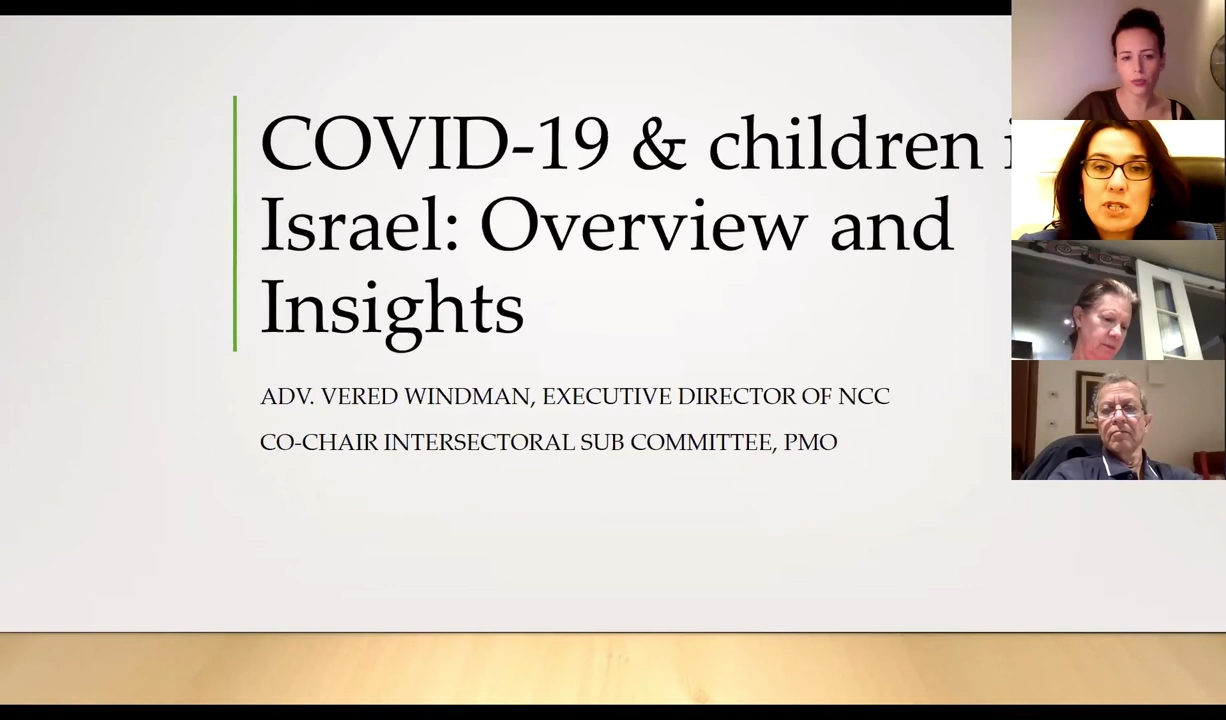 COVID-19 & children i
Israel: Overview and
Insights
ADV. VERED WINDMAN, EXECUTIVE DIRECTOR OF NCC
CO-CHAIR INTERSECTORAL SUB COMMITTEE, PMO